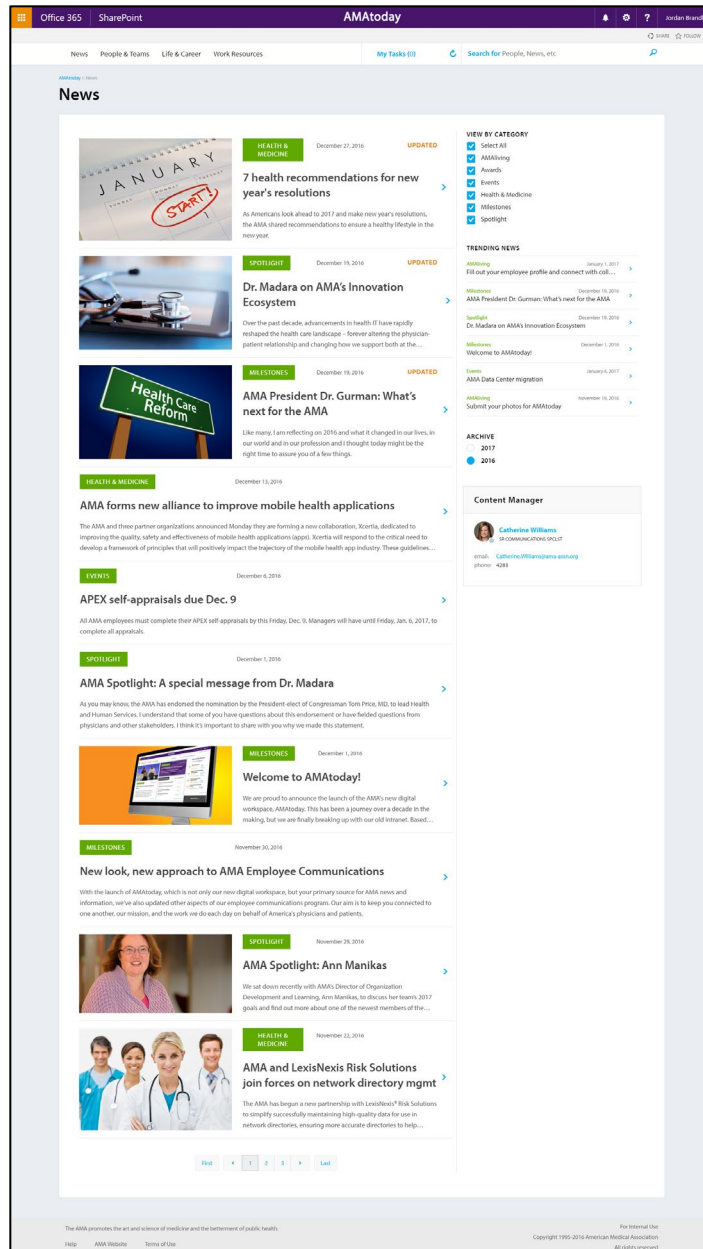 Office 365 SharePoint AMAtoday ? Jordan Brandl
SHARE FOLLOW
News People & Teams Life & Career Work Resources My Tasks (0) Search for People, News, etc
AMAtoday > News
News
JANUARY
START!
1
HEALTH &
MEDICINE
December 27, 2016 UPDATED
7 health recommendations for new
year's resolutions
As Americans look ahead to 2017 and make new year's resolutions,
the AMA shared recommendations to ensure a healthy lifestyle in the
new year.
SPOTLIGHT December 19, 2016 UPDATED
Dr. Madara on AMA's Innovation
Ecosystem
Over the past decade, advancements in health IT have rapidly
reshaped the health care landscape – forever altering the physician-
patient relationship and changing how we support both at the…
Health Care
Reform
MILESTONES December 19, 2016 UPDATED
AMA President Dr. Gurman: What's
next for the AMA
Like many, I am reflecting on 2016 and what it changed in our lives, in
our world and in our profession and I thought today might be the
right time to assure you of a few things.
HEALTH & MEDICINE December 13, 2016
AMA forms new alliance to improve mobile health applications
The AMA and three partner organizations announced Monday they are forming a new collaboration, Xcertia, dedicated to
improving the quality, safety and effectiveness of mobile health applications (apps). Xcertia will respond to the critical need to
develop a framework of principles that will positively impact the trajectory of the mobile health app industry. These guidelines…
EVENTS December 6, 2016
APEX self-appraisals due Dec. 9
All AMA employees must complete their APEX self-appraisals by this Friday, Dec. 9. Managers will have until Friday, Jan. 6, 2017, to
complete all appraisals.
SPOTLIGHT December 1, 2016
AMA Spotlight: A special message from Dr. Madara
As you may know, the AMA has endorsed the nomination by the President-elect of Congressman Tom Price, MD, to lead Health
and Human Services. I understand that some of you have questions about this endorsement or have fielded questions from
physicians and other stakeholders. I think it's important to share with you why we made this statement.
MILESTONES December 1, 2016
Welcome to AMAtoday!
We are proud to announce the launch of the AMA's new digital
workspace, AMAtoday. This has been a journey over a decade in the
making, but we are finally breaking up with our old intranet. Based…
MILESTONES November 30, 2016
New look, new approach to AMA Employee Communications
With the launch of AMAtoday, which is not only our new digital workspace, but your primary source for AMA news and
information, we've also updated other aspects of our employee communications program. Our aim is to keep you connected to
one another, our mission, and the work we do each day on behalf of America's physicians and patients.
SPOTLIGHT November 29, 2016
AMA Spotlight: Ann Manikas
We sat down recently with AMA's Director of Organization
Development and Learning, Ann Manikas, to discuss her team's 2017
goals and find out more about one of the newest members of the…
HEALTH &
MEDICINE
November 22, 2016
AMA and LexisNexis Risk Solutions
join forces on network directory mgmt
The AMA has begun a new partnership with LexisNexis® Risk Solutions
to simplify successfully maintaining high-quality data for use in
network directories, ensuring more accurate directories to help…
First 1 2 3 Last
VIEW BY CATEGORY
Select All
AMAliving
Awards
Events
Health & Medicine
Milestones
Spotlight
TRENDING NEWS
AMAliving January 1, 2017
Fill out your employee profile and connect with coll…
Milestones December 19, 2016
AMA President Dr. Gurman: What's next for the AMA
Spotlight December 19, 2016
Dr. Madara on AMA's Innovation Ecosystem
Milestones December 1, 2016
Welcome to AMAtoday!
Events January 4, 2017
AMA Data Center migration
AMAliving November 19, 2016
Submit your photos for AMAtoday
ARCHIVE
2017
2016
Content Manager
Catherine Williams
SR COMMUNICATIONS SPCLST
email: Catherine.Williams@ama-assn.org
phone: 4283
The AMA promotes the art and science of medicine and the betterment of public health.
Help AMA Website Terms of Use
For Internal Use
Copyright 1995-2016 American Medical Association
All rights reserved